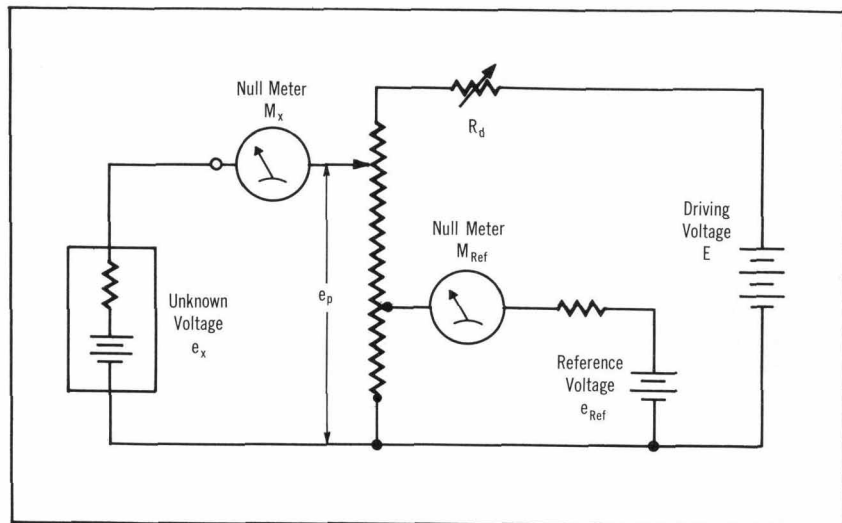 Null Meter
Mx
Rd
Null Meter
MRef
Driving
Voltage
E
ep
Unknown
Voltage
ex
Reference
Voltage
eRef